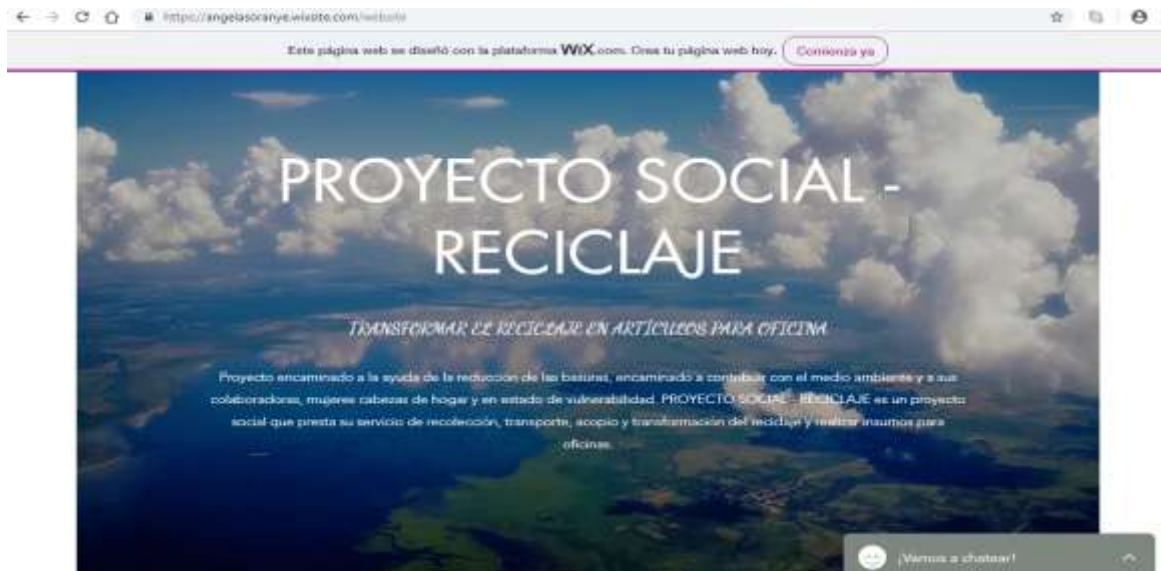 https://angelasoranye.wixsite.com/website
Este página web se diseñó con la plataforma WiX.com. Crea tu página web hoy. Comienza ya
PROYECTO SOCIAL -
RECICLAJE
TRANSFORMAR EL RECICLAJE EN ARTÍCULOS PARA OFICINA
Proyecto encaminado a la ayuda de la reducción de las basuras, encaminado a contribuir con el medio ambiente y a sus
colaboradoras, mujeres cabezas de hogar y en estado de vulnerabilidad. PROYECTO SOCIAL - RECICLAJE es un proyecto
social que presta su servicio de recolección, transporte, acopio y transformación del reciclaje y realizar insumos para
oficinas.
¡Vamos a chatear!